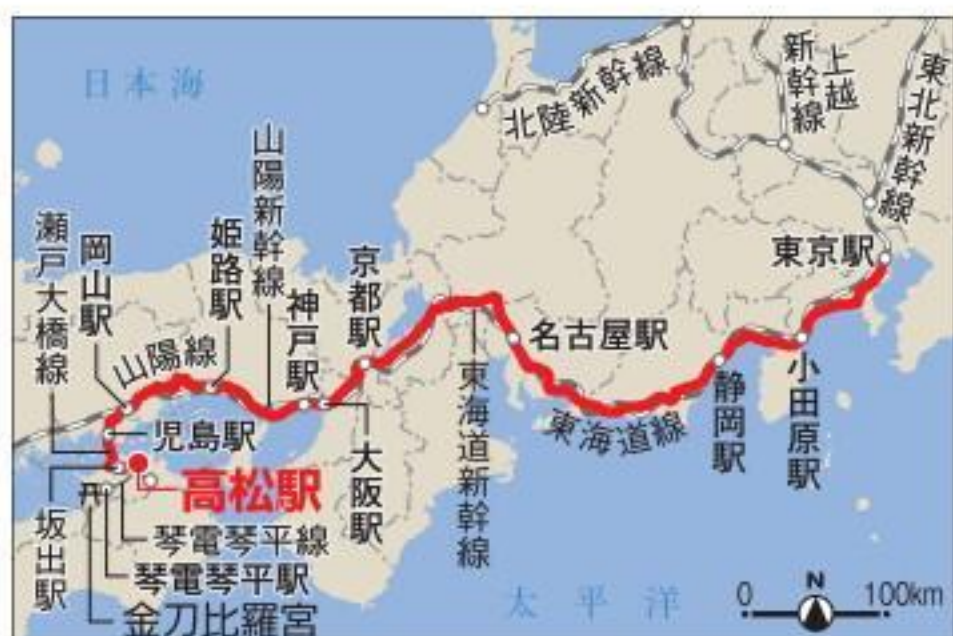 日本海
北陸新幹線
上越
新幹線
東北新幹線
東京駅
瀬戸大橋線
岡山駅
山陽線
姫路駅
山陽新幹線
神戸駅
京都駅
名古屋駅
東海道新幹線
東海道線
静岡駅
小田原駅
児島駅
高松駅
大阪駅
坂出駅
琴電琴平線
琴電琴平駅
金刀比羅宮
太平洋
N
0 100km